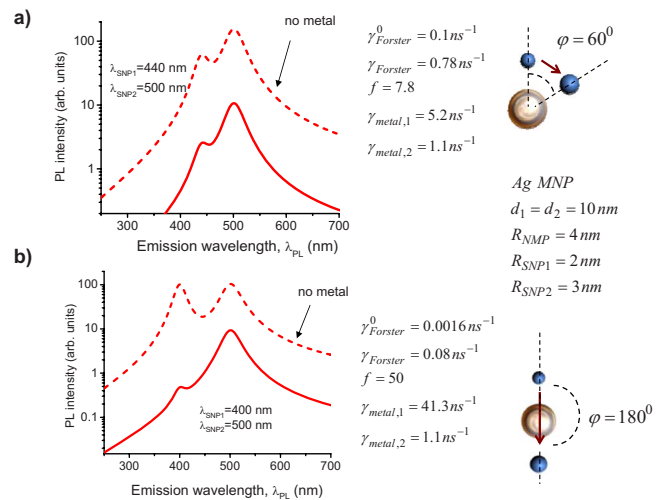 a)
no metal
λSNP1=440 nm
λSNP2=500 nm
100
10
1
200
300
400
500
600
700
PL intensity (arb. units)
Emission wavelength, λPL (nm)
γ⁰Forster = 0.1ns⁻¹
γForster = 0.78ns⁻¹
f = 7.8
γmetal,1 = 5.2ns⁻¹
γmetal,2 = 1.1ns⁻¹
φ = 60⁰
Ag MNP
d₁ = d₂ = 10nm
RNMP = 4nm
RSNP1 = 2nm
RSNP2 = 3nm
b)
no metal
λSNP1=400 nm
λSNP2=500 nm
100
10
1
0.1
300
400
500
600
700
PL intensity (arb. units)
Emission wavelength, λPL (nm)
γ⁰Forster = 0.0016ns⁻¹
γForster = 0.08ns⁻¹
f = 50
γmetal,1 = 41.3ns⁻¹
γmetal,2 = 1.1ns⁻¹
φ = 180⁰